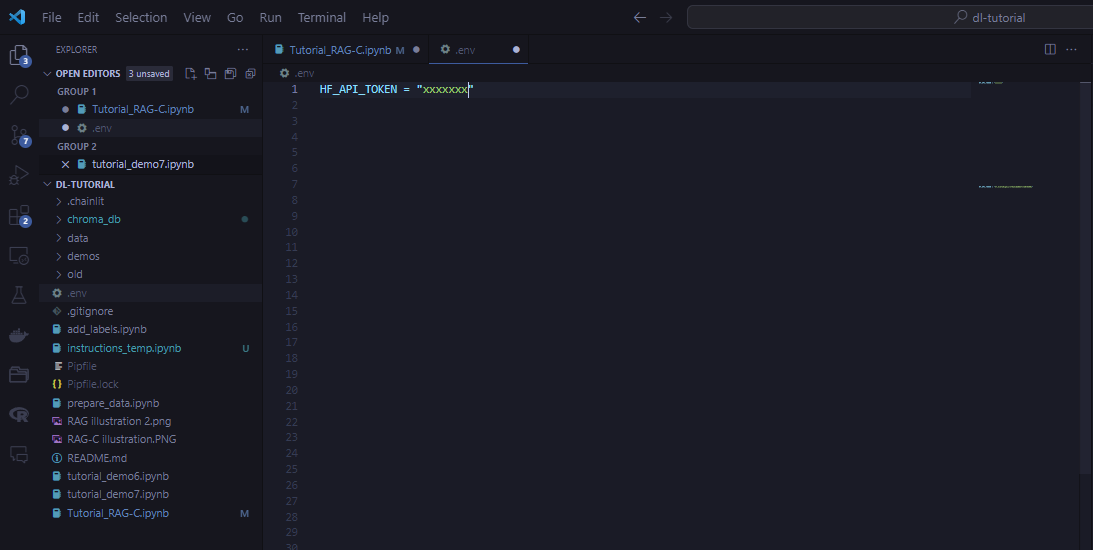 File Edit Selection View Go Run Terminal Help
dl-tutorial
EXPLORER
OPEN EDITORS 3 unsaved
GROUP 1
Tutorial_RAG-C.ipynb M
.env
GROUP 2
tutorial_demo7.ipynb
DL-TUTORIAL
.chainlit
chroma_db
data
demos
old
.env
.gitignore
add_labels.ipynb
instructions_temp.ipynb U
Pipfile
Pipfile.lock
prepare_data.ipynb
RAG illustration 2.png
RAG-C illustration.PNG
README.md
tutorial_demo6.ipynb
tutorial_demo7.ipynb
Tutorial_RAG-C.ipynb M
3
7
2
Tutorial_RAG-C.ipynb M
.env
.env
1 HF_API_TOKEN = "xxxxxxx"
2
3
4
5
6
7
8
9
10
11
12
13
14
15
16
17
18
19
20
21
22
23
24
25
26
27
28
29
30